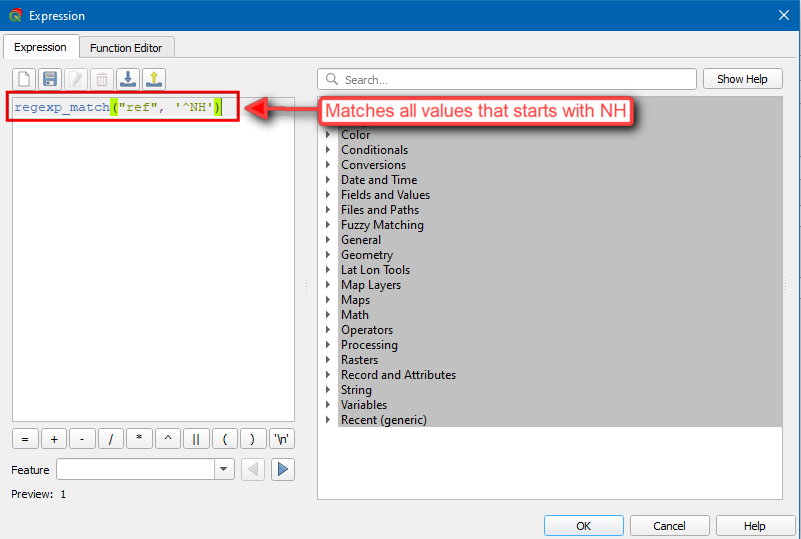 Expression
Expression
Function Editor
Search...
Show Help
regexp_match("ref", '^NH')
Matches all values that starts with NH
Color
Conditionals
Conversions
Date and Time
Fields and Values
Files and Paths
Fuzzy Matching
General
Geometry
Lat Lon Tools
Map Layers
Maps
Math
Operators
Processing
Rasters
Record and Attributes
String
Variables
Recent (generic)
= + - / * ^ || ( ) '\n'
Feature
Preview: 1
OK
Cancel
Help